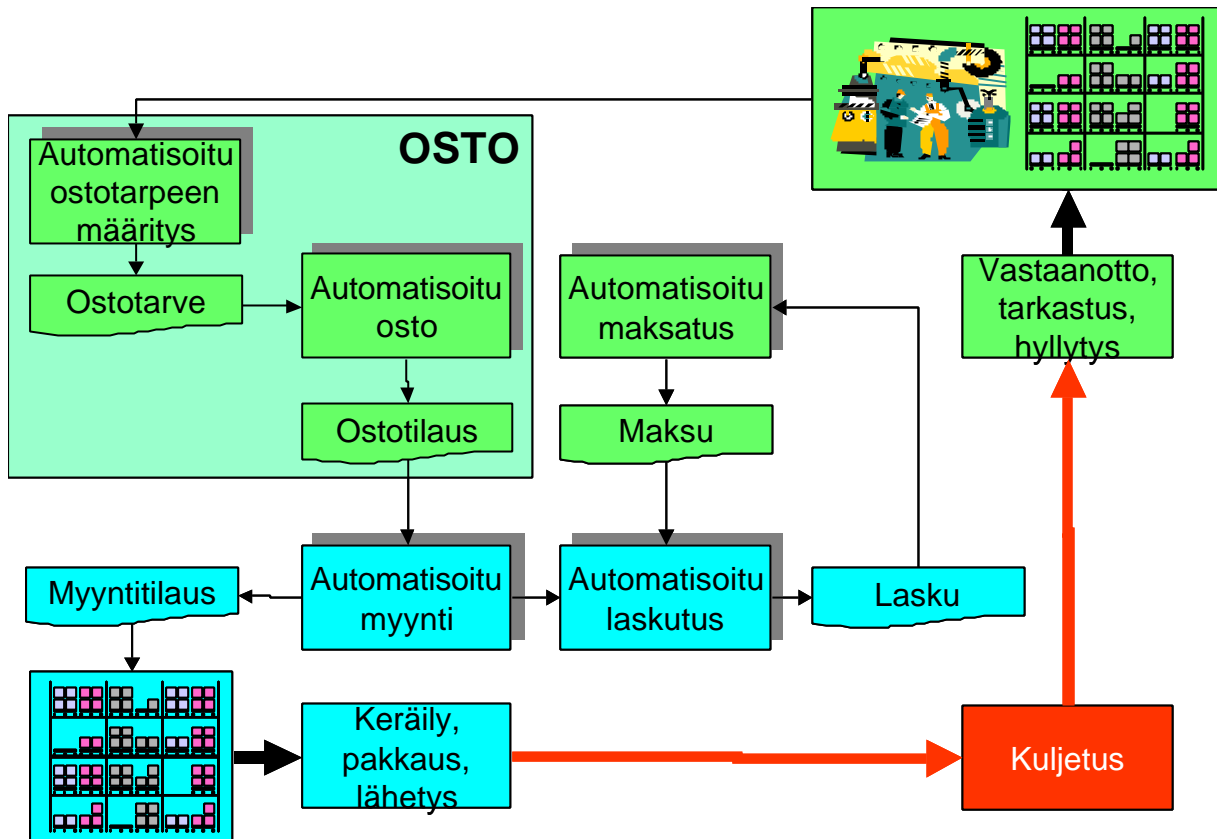 OSTO
Automatisoitu
ostotarpeen
määritys
Ostotarve
Automatisoitu
osto
Ostotilaus
Automatisoitu
maksatus
Maksu
Vastaanotto,
tarkastus,
hyllytys
Myyntitilaus
Automatisoitu
myynti
Automatisoitu
laskutus
Lasku
Keräily,
pakkaus,
lähetys
Kuljetus